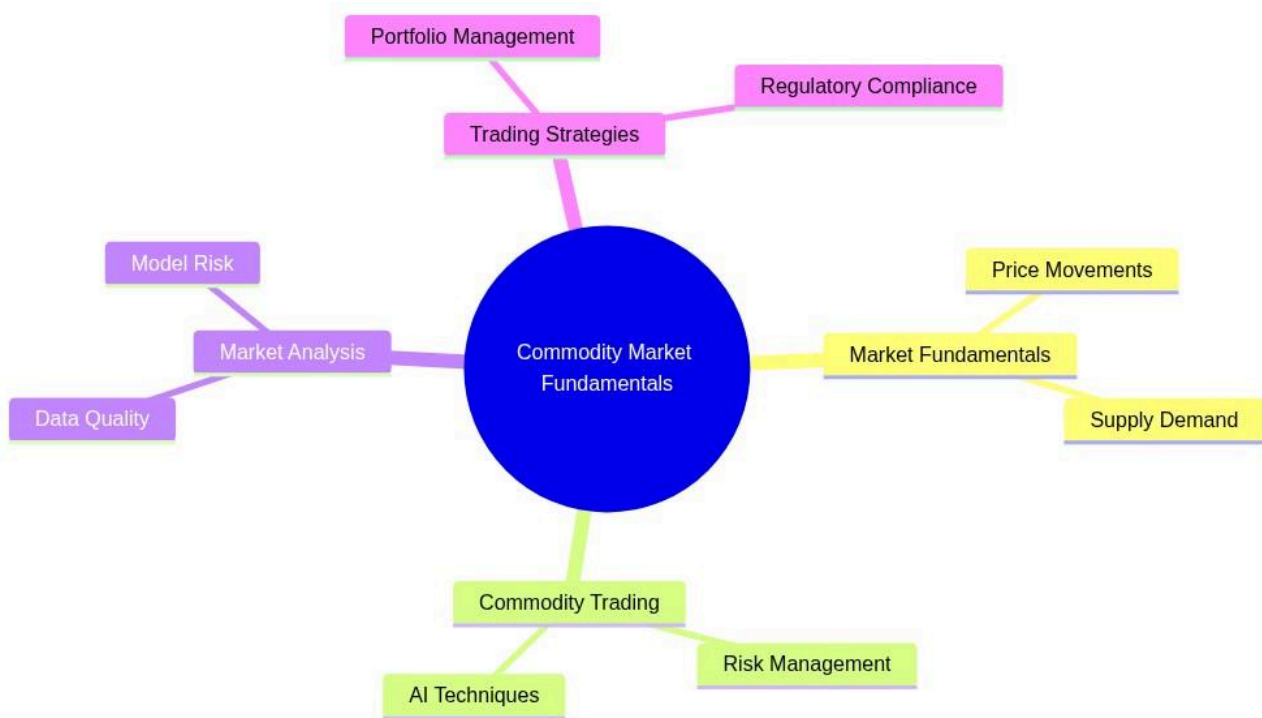 Portfolio Management
Regulatory Compliance
Trading Strategies
Model Risk
Price Movements
Market Analysis
Commodity Market
Fundamentals
Market Fundamentals
Data Quality
Supply Demand
Commodity Trading
Risk Management
AI Techniques